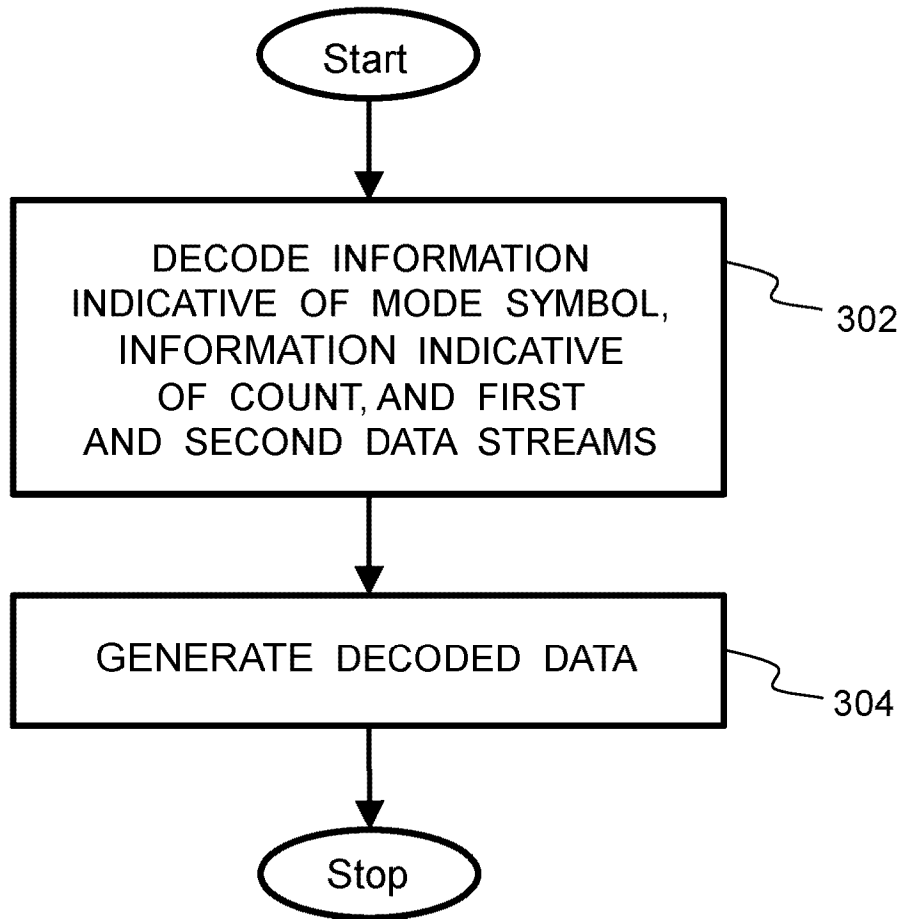 Start
DECODE INFORMATION
INDICATIVE OF MODE SYMBOL,
INFORMATION INDICATIVE
OF COUNT, AND FIRST
AND SECOND DATA STREAMS
302
GENERATE DECODED DATA
304
Stop